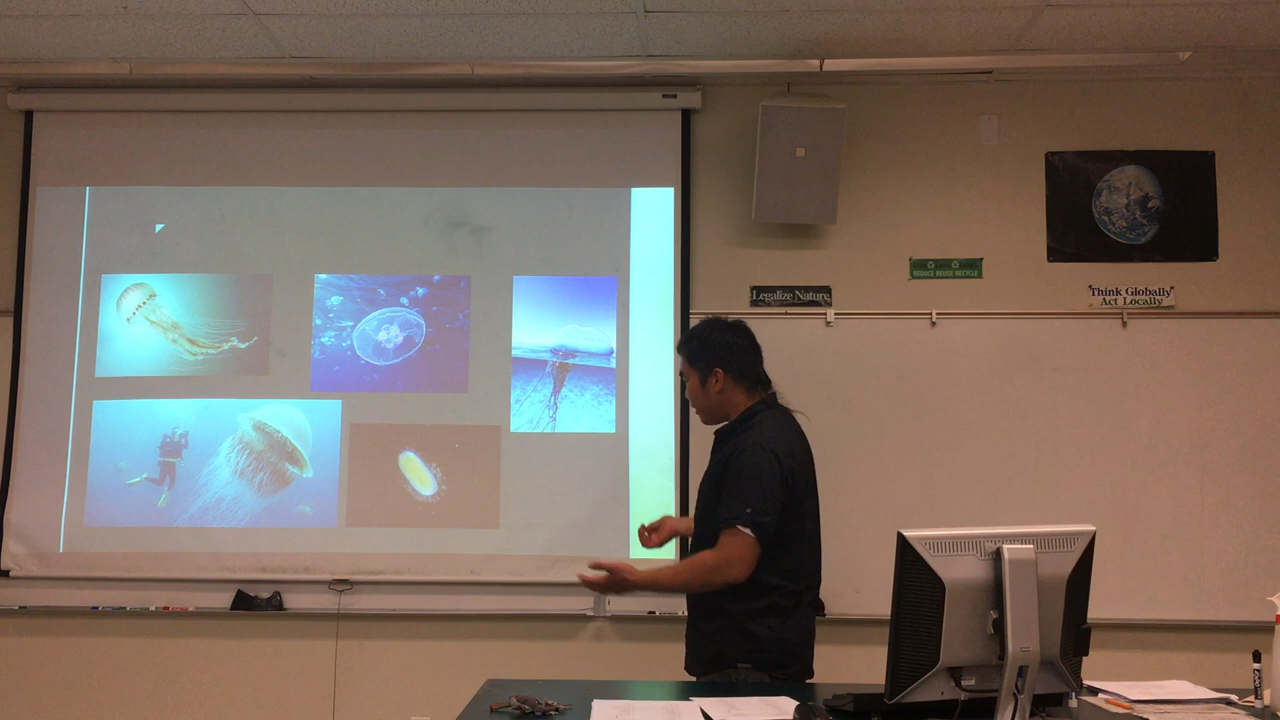 REDUCE REUSE RECYCLE
Legalize Nature
"Think Globally
Act Locally"